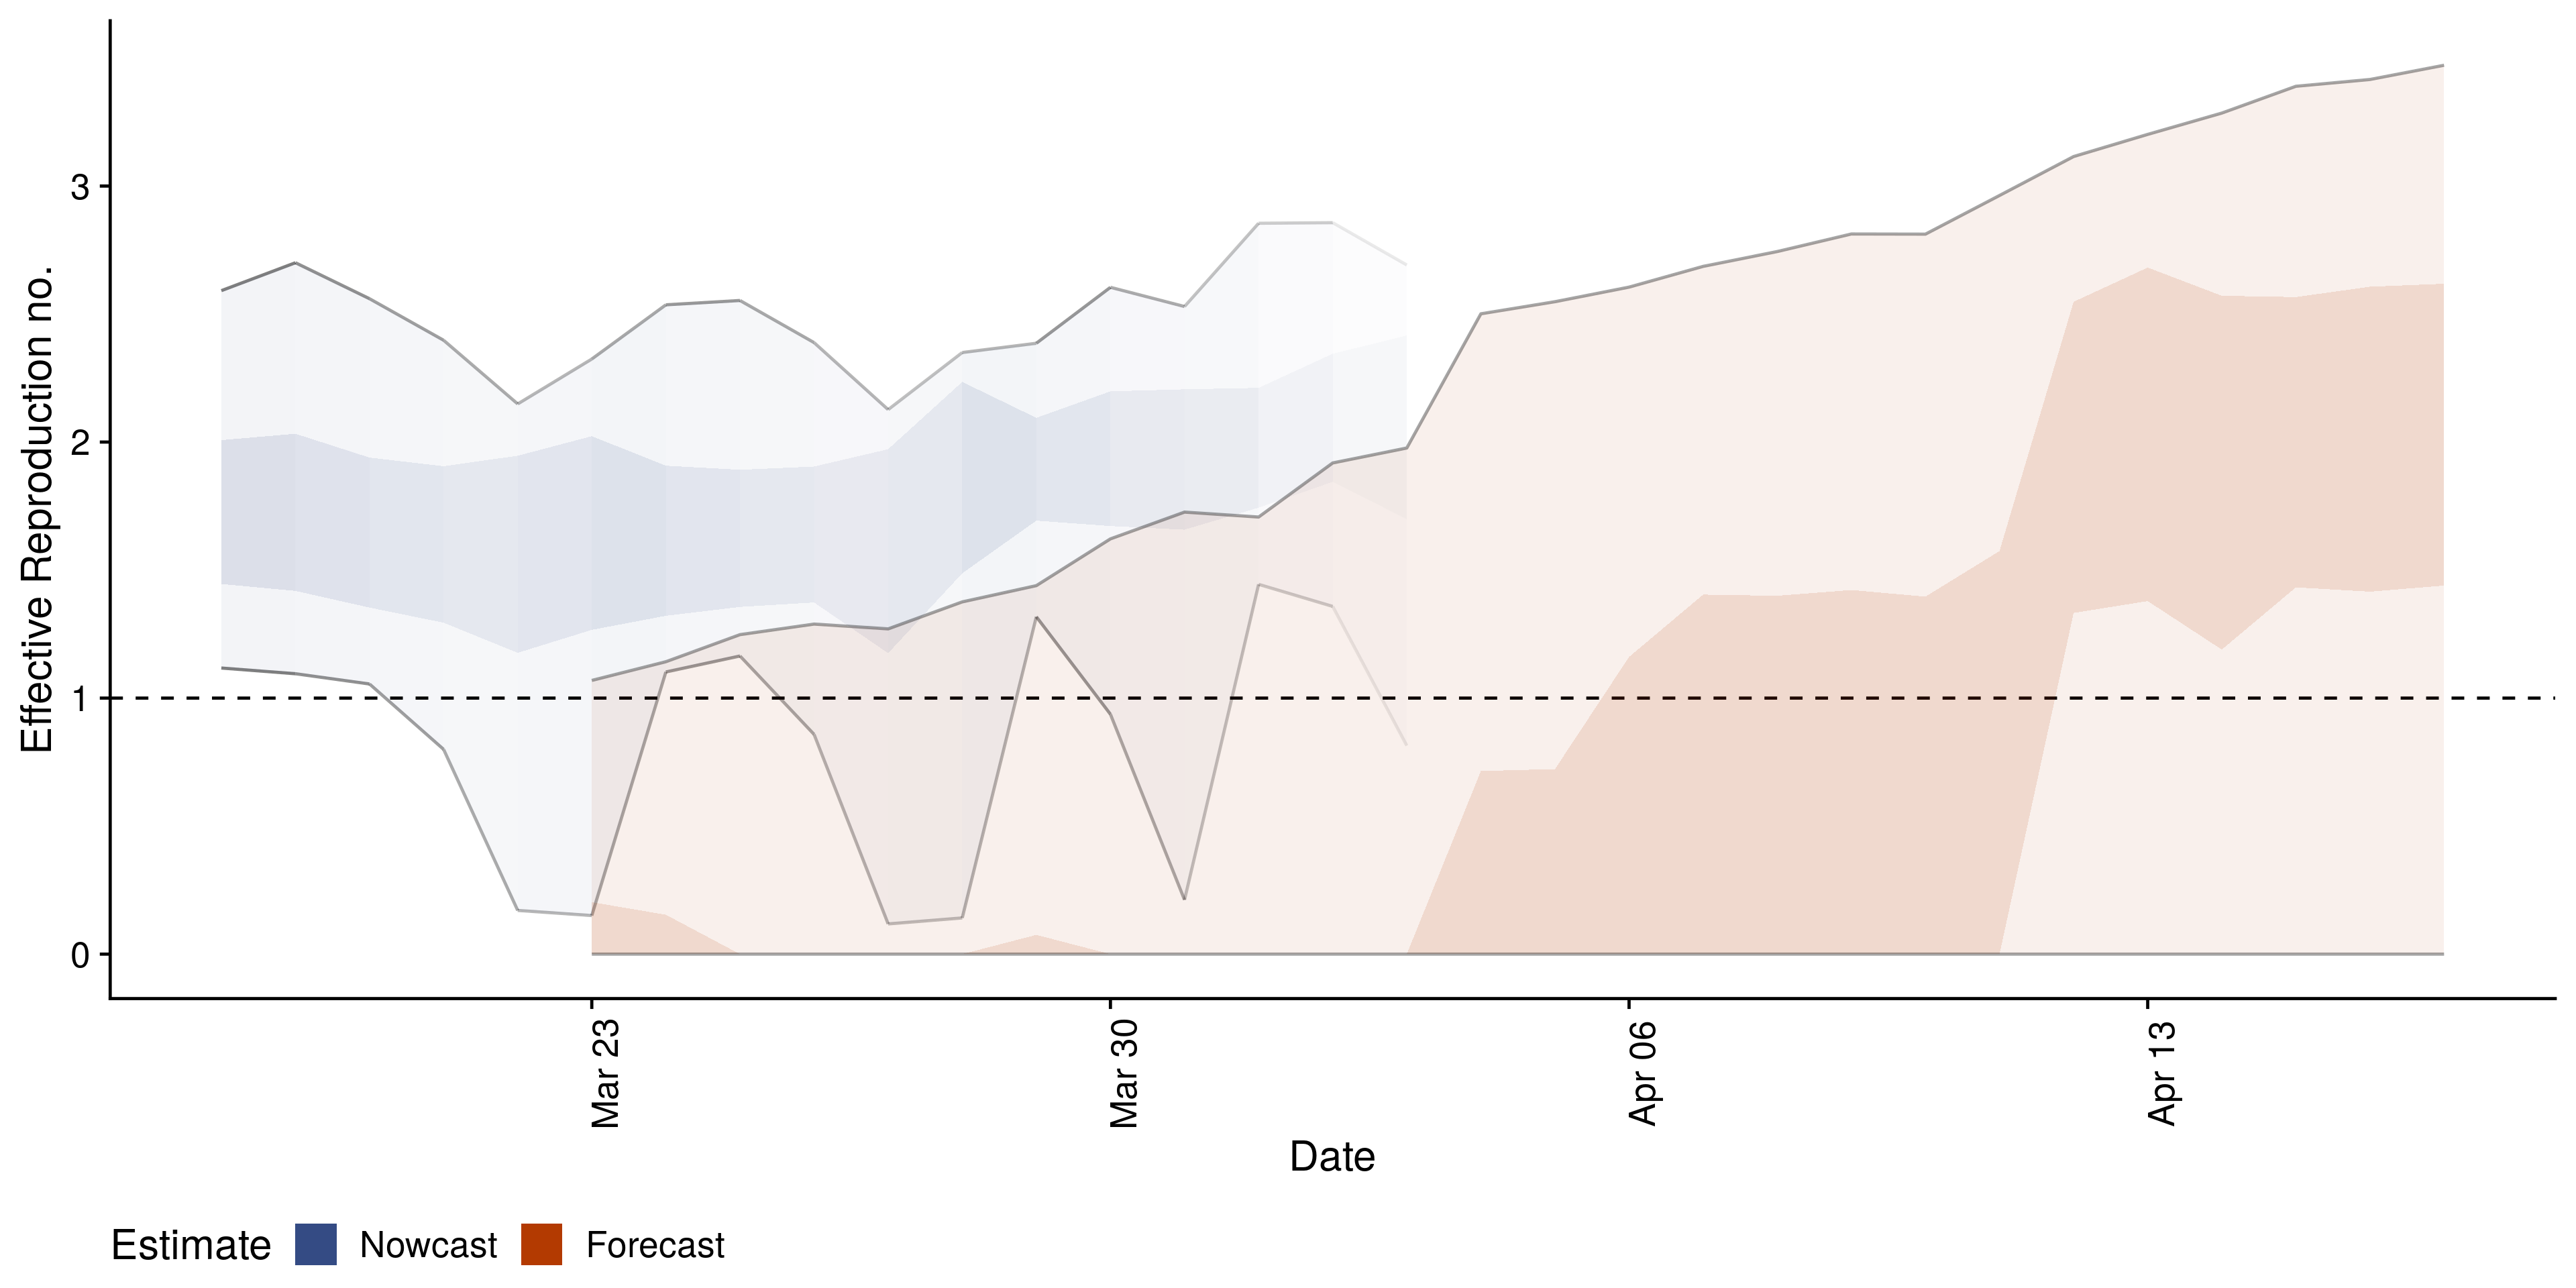 Effective Reproduction no.
3
2
1
0
Mar 23
Mar 30
Apr 06
Apr 13
Date
Estimate Nowcast Forecast